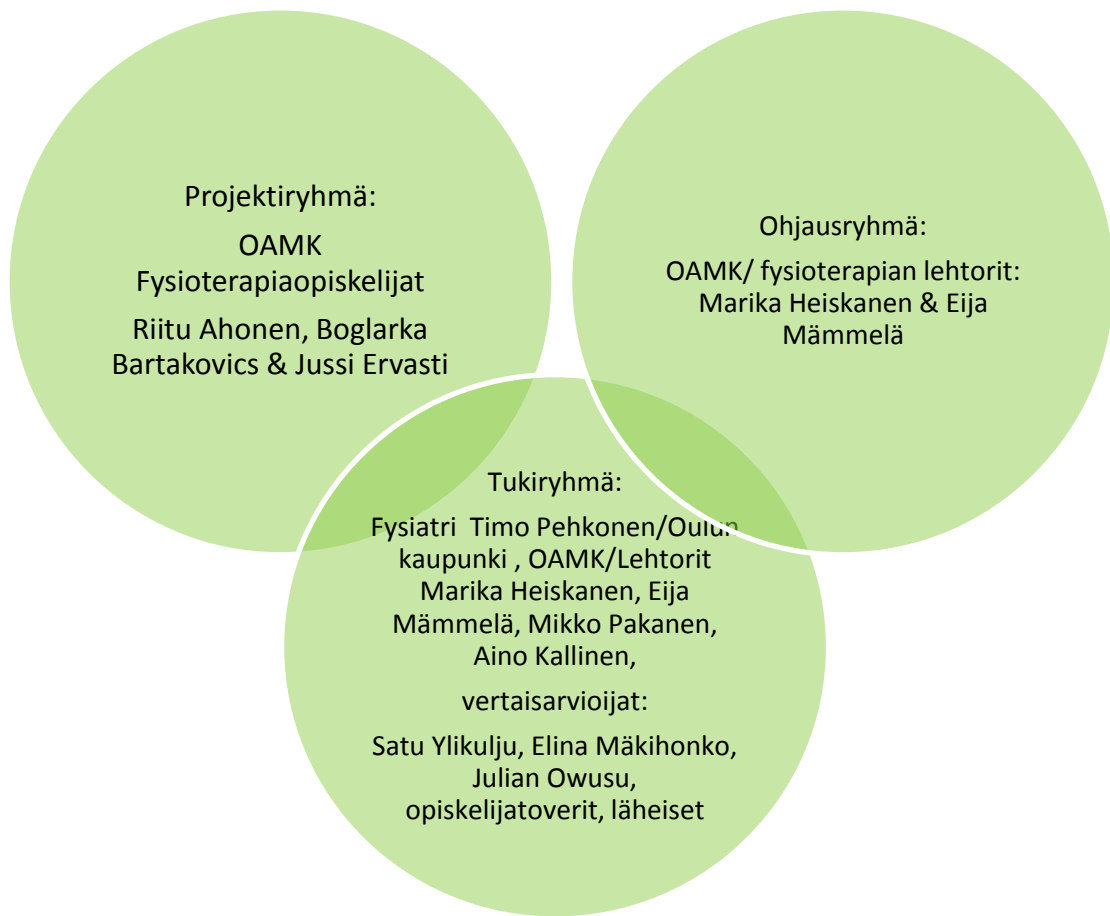 Projektiryhmä:
OAMK
Fysioterapiaopiskelijat
Riitu Ahonen, Boglarka
Bartakovics & Jussi Ervasti
Ohjausryhmä:
OAMK/ fysioterapian lehtorit:
Marika Heiskanen & Eija
Mämmelä
Tukiryhmä:
Fysiatri  Timo Pehkonen/Oulun
kaupunki , OAMK/Lehtorit
Marika Heiskanen, Eija
Mämmelä, Mikko Pakanen,
Aino Kallinen,
vertaisarvioijat:
Satu Ylikulju, Elina Mäkihonko,
Julian Owusu,
opiskelijatoverit, läheiset